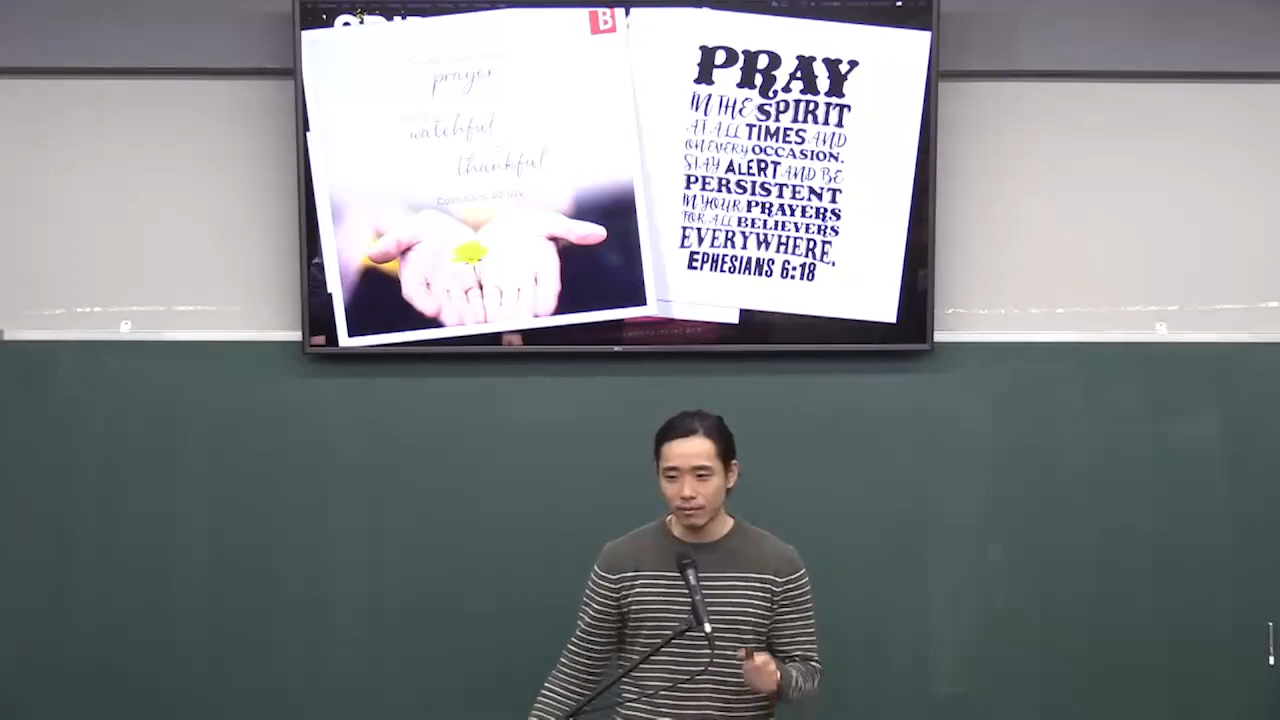 B
prayer
watchful
thankful
PRAY
IN THE SPIRIT
AT ALL TIMES AND
ON EVERY OCCASION.
STAY ALERT AND BE
PERSISTENT
IN YOUR PRAYERS
FOR ALL BELIEVERS
EVERYWHERE.
EPHESIANS 6:18